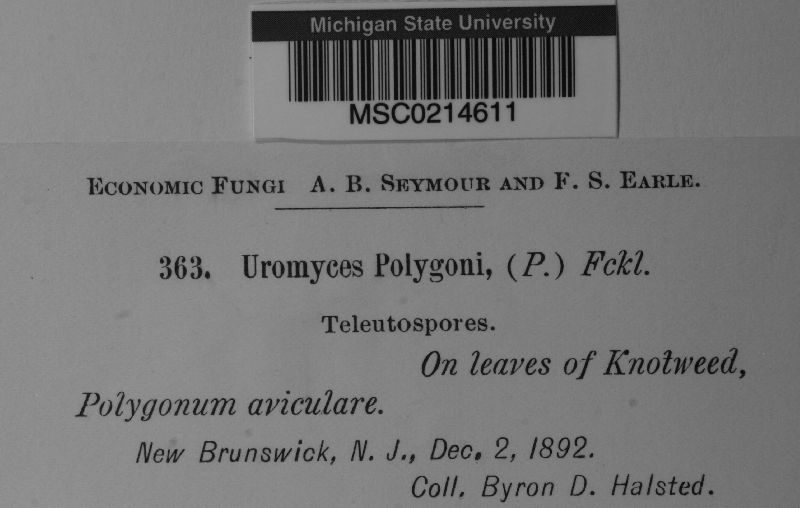 Michigan State University
MSC0214611
ECONOMIC FUNGI A. B. SEYMOUR AND F. S. EARLE.
363. Uromyces Polygoni, (P.) Fckl.
Teleutospores.
On leaves of Knotweed,
Polygonum aviculare.
New Brunswick, N. J., Dec. 2, 1892.
Coll. Byron D. Halsted.